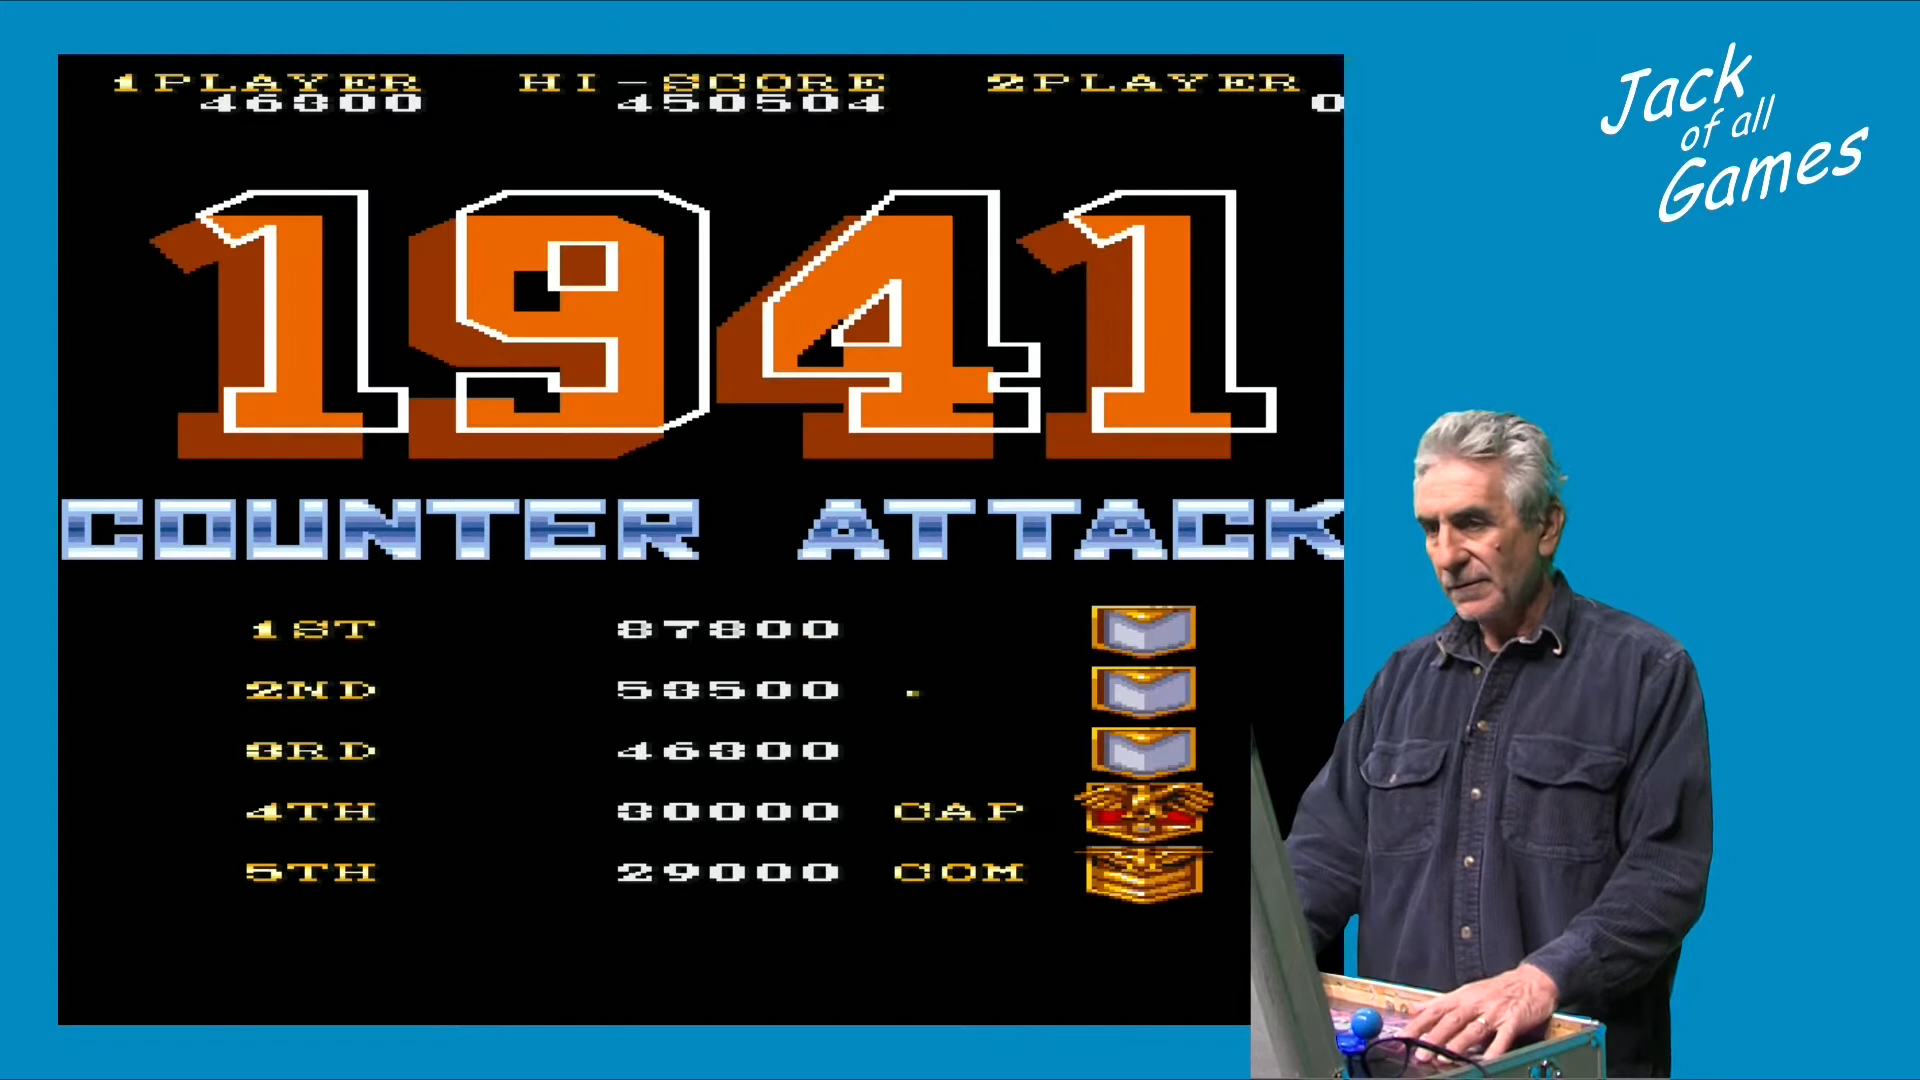 1PLAYER HI-SCORE 2PLAYER
46300 450504 0
1941
COUNTER ATTACK
1ST 87800
2ND 53500 .
3RD 46300
4TH 30000 CAP
5TH 29000 COM
Jack
of all
Games